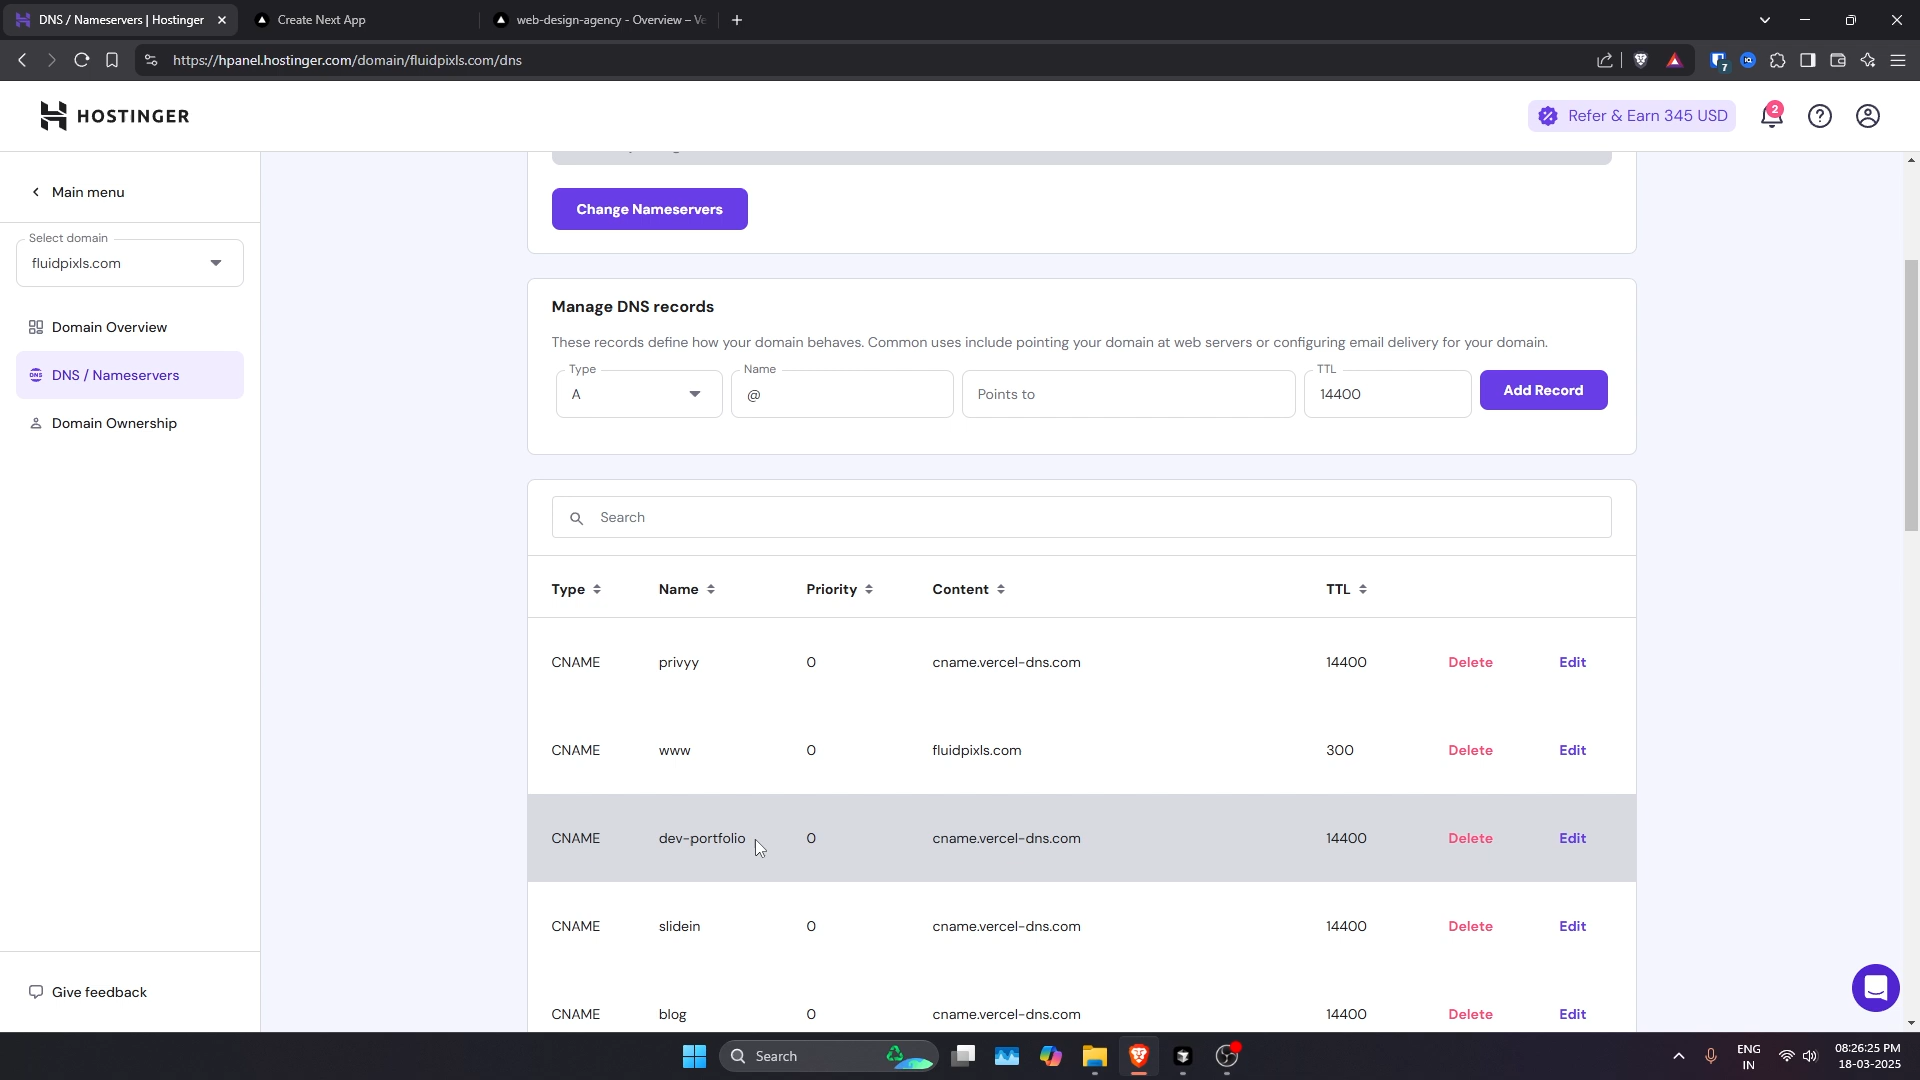 DNS / Nameservers | Hostinger
Create Next App
web-design-agency - Overview – Ve
https://hpanel.hostinger.com/domain/fluidpixls.com/dns
7
HOSTINGER
Refer & Earn 345 USD
2
Main menu
Select domain
fluidpixls.com
Domain Overview
DNS
DNS / Nameservers
Domain Ownership
Give feedback
Change Nameservers
Manage DNS records
These records define how your domain behaves. Common uses include pointing your domain at web servers or configuring email delivery for your domain.
Type
A
Name
@
Points to
TTL
14400
Add Record
Search
Type Name Priority Content TTL
CNAME privyy 0 cname.vercel-dns.com 14400 Delete Edit
CNAME www 0 fluidpixls.com 300 Delete Edit
CNAME dev-portfolio 0 cname.vercel-dns.com 14400 Delete Edit
CNAME slidein 0 cname.vercel-dns.com 14400 Delete Edit
CNAME blog 0 cname.vercel-dns.com 14400 Delete Edit
Search
ENG
IN
08:26:25 PM
18-03-2025